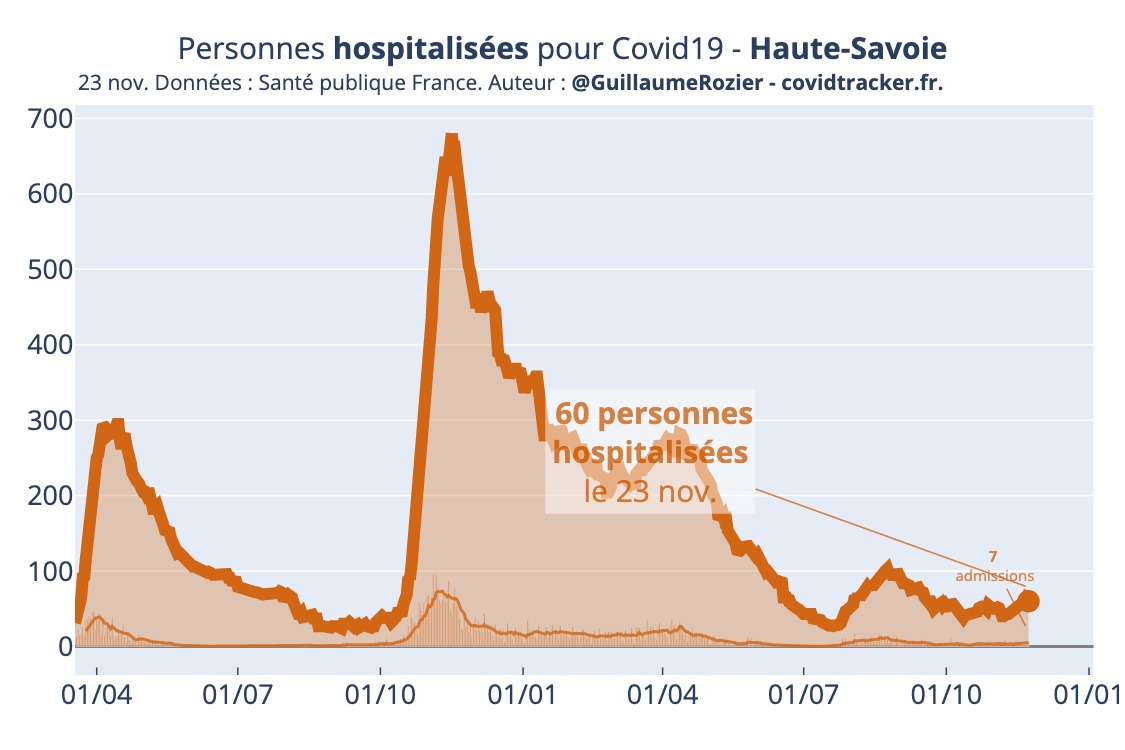 Personnes hospitalisées pour Covid19 - Haute-Savoie
23 nov. Données : Santé publique France. Auteur : @GuillaumeRozier - covidtracker.fr.
700
600
500
400
300
200
100
0
60 personnes
hospitalisées
le 23 nov.
7
admissions
01/04 01/07 01/10 01/01 01/04 01/07 01/10 01/01